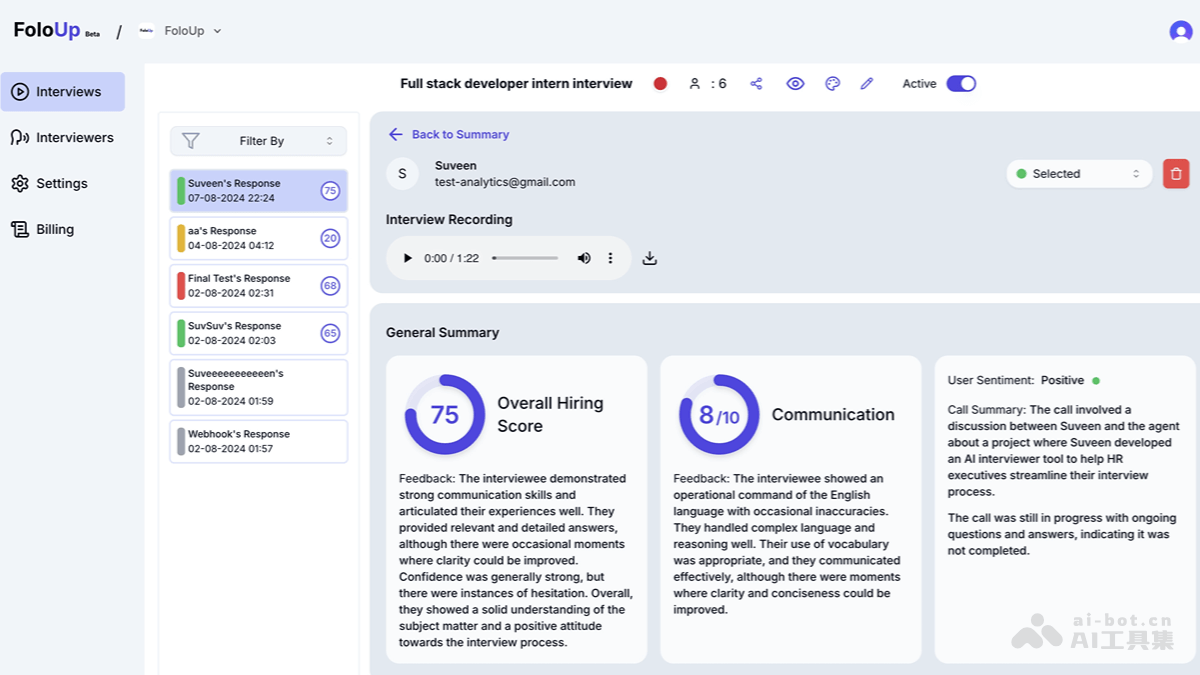 FoloUp Beta / FoloUp FoloUp
Interviews
Interviewers
Settings
Billing
Full stack developer intern interview : 6 Active
Filter By
Suveen's Response
07-08-2024 22:24
75
aa's Response
04-08-2024 04:12
20
Final Test's Response
02-08-2024 02:31
68
SuvSuv's Response
02-08-2024 02:03
65
Suveeeeeeeeeeen's
Response
02-08-2024 01:59
Webhook's Response
02-08-2024 01:57
Back to Summary
S
Suveen
test-analytics@gmail.com
Selected
Interview Recording
0:00 / 1:22
General Summary
75
Overall Hiring
Score
Feedback: The interviewee demonstrated
strong communication skills and
articulated their experiences well. They
provided relevant and detailed answers,
although there were occasional moments
where clarity could be improved.
Confidence was generally strong, but
there were instances of hesitation. Overall,
they showed a solid understanding of the
subject matter and a positive attitude
towards the interview process.
8/10
Communication
Feedback: The interviewee showed an
operational command of the English
language with occasional inaccuracies.
They handled complex language and
reasoning well. Their use of vocabulary
was appropriate, and they communicated
effectively, although there were moments
where clarity and conciseness could be
improved.
User Sentiment: Positive
Call Summary: The call involved a
discussion between Suveen and the agent
about a project where Suveen developed
an AI interviewer tool to help HR
executives streamline their interview
process.
The call was still in progress with ongoing
questions and answers, indicating it was
not completed.
ai-bot.cn
AI工具集